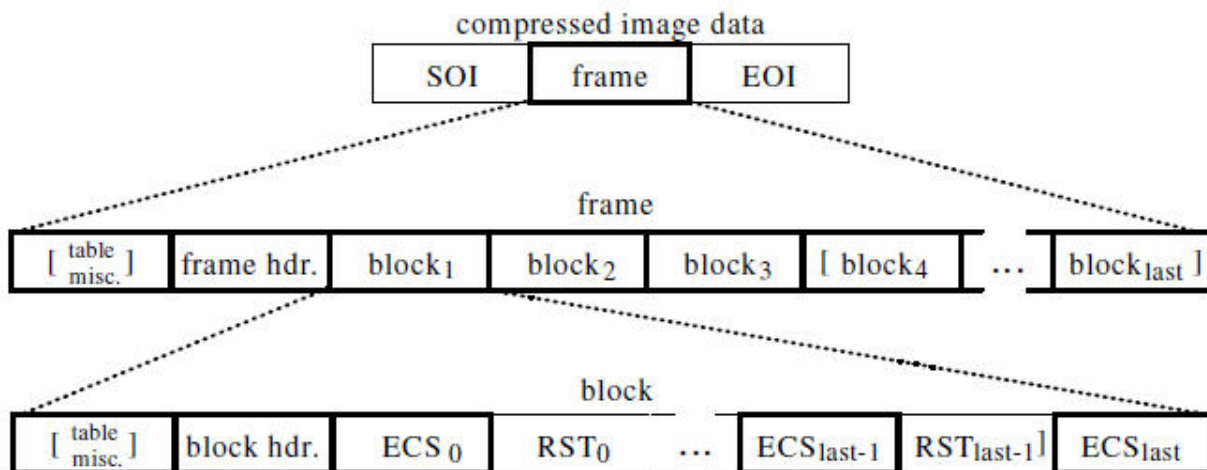 compressed image data
SOI frame EOI
frame
[ table misc. ] frame hdr. block1 block2 block3 [ block4 ... blocklast ]
block
[ table misc. ] block hdr. ECS0 RST0 ... ECSlast-1 RSTlast-1] ECSlast